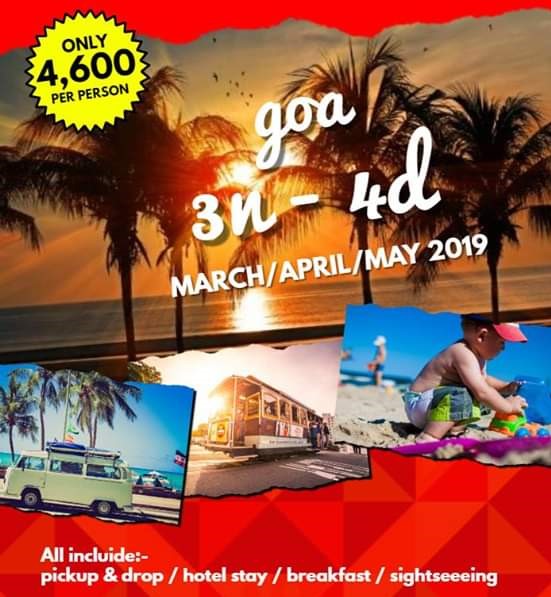 ONLY
4,600
PER PERSON
goa
3n - 4d
MARCH/APRIL/MAY 2019
All incluide:-
pickup & drop / hotel stay / breakfast / sightseeeing